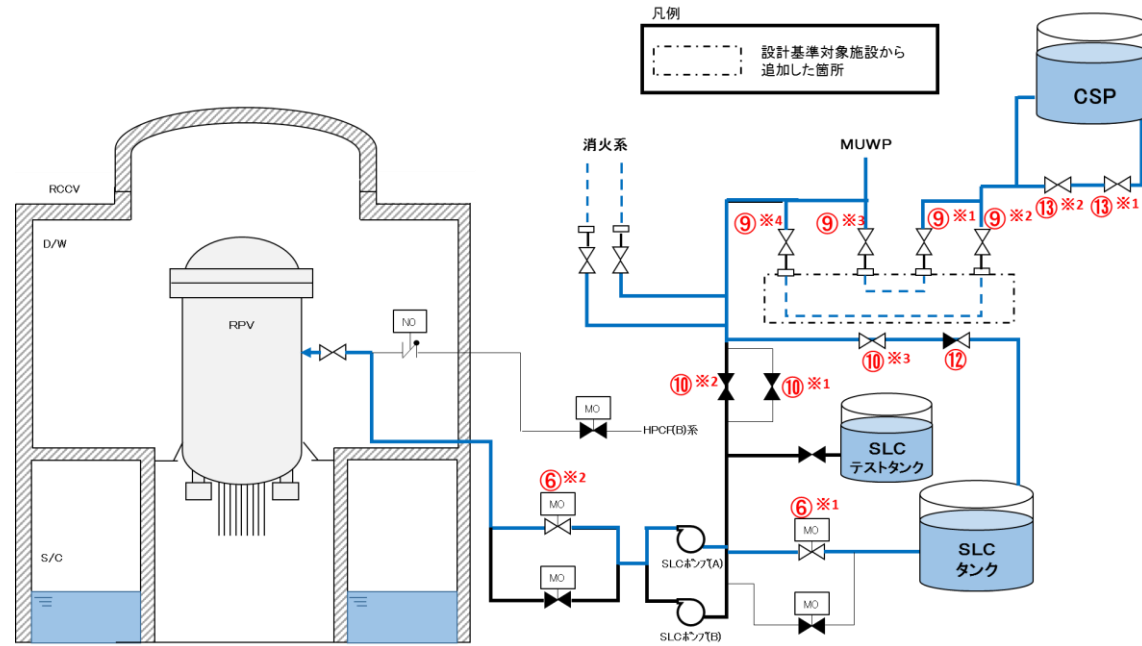 凡例
設計基準対象施設から
追加した箇所
CSP
消火系
MUWP
⑬※2
⑬※1
RCCV
⑨※4
⑨※3
⑨※1
⑨※2
D/W
RPV
NO
⑩※3
⑫
⑩※2
⑩※1
MO
HPCF(B)系
SLC
テストタンク
⑥※2
MO
⑥※1
MO
SLC
タンク
S/C
SLCポンプ(A)
MO
MO
SLCポンプ(B)